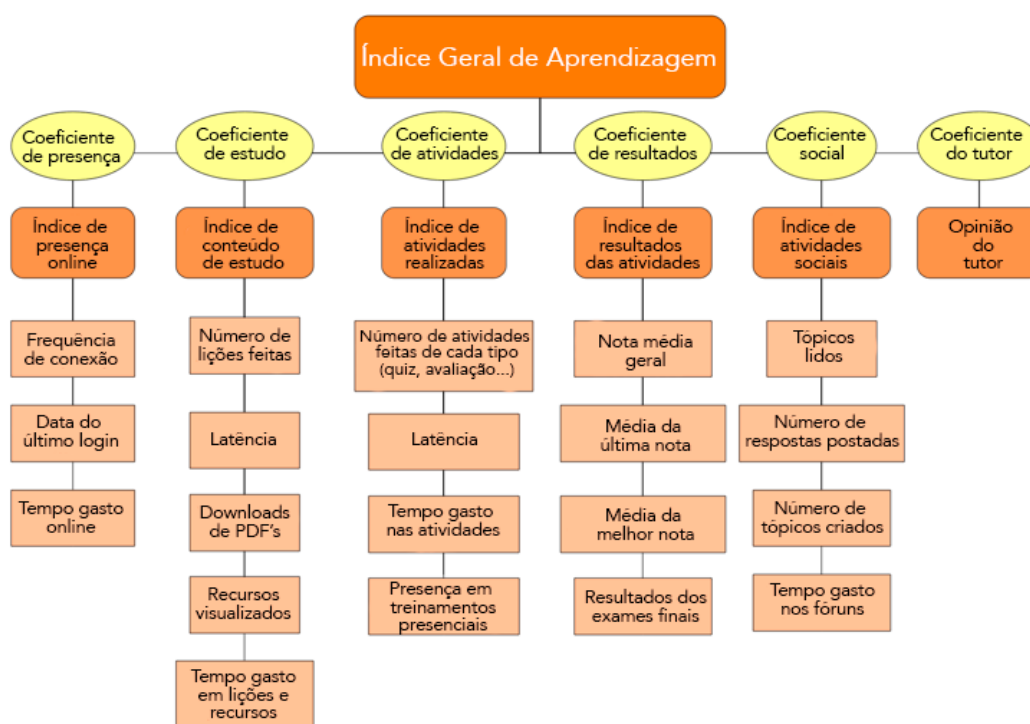 Índice Geral de Aprendizagem
Coeficiente
de presença
Coeficiente
de estudo
Coeficiente
de atividades
Coeficiente
de resultados
Coeficiente
social
Coeficiente
do tutor
Índice de
presença
online
Índice de
conteúdo
de estudo
Índice de
atividades
realizadas
Índice de
resultados
das atividades
Índice de
atividades
sociais
Opinião
do
tutor
Frequência
de conexão
Número de
lições feitas
Número de atividades
feitas de cada tipo
(quiz, avaliação...)
Nota média
geral
Tópicos
lidos
Data do
último login
Latência
Latência
Média da
última nota
Número de
respostas postadas
Tempo gasto
online
Downloads
de PDF's
Tempo gasto
nas atividades
Média da
melhor nota
Número de
tópicos criados
Recursos
visualizados
Presença em
treinamentos
presenciais
Resultados dos
exames finais
Tempo gasto
nos fóruns
Tempo gasto
em lições e
recursos